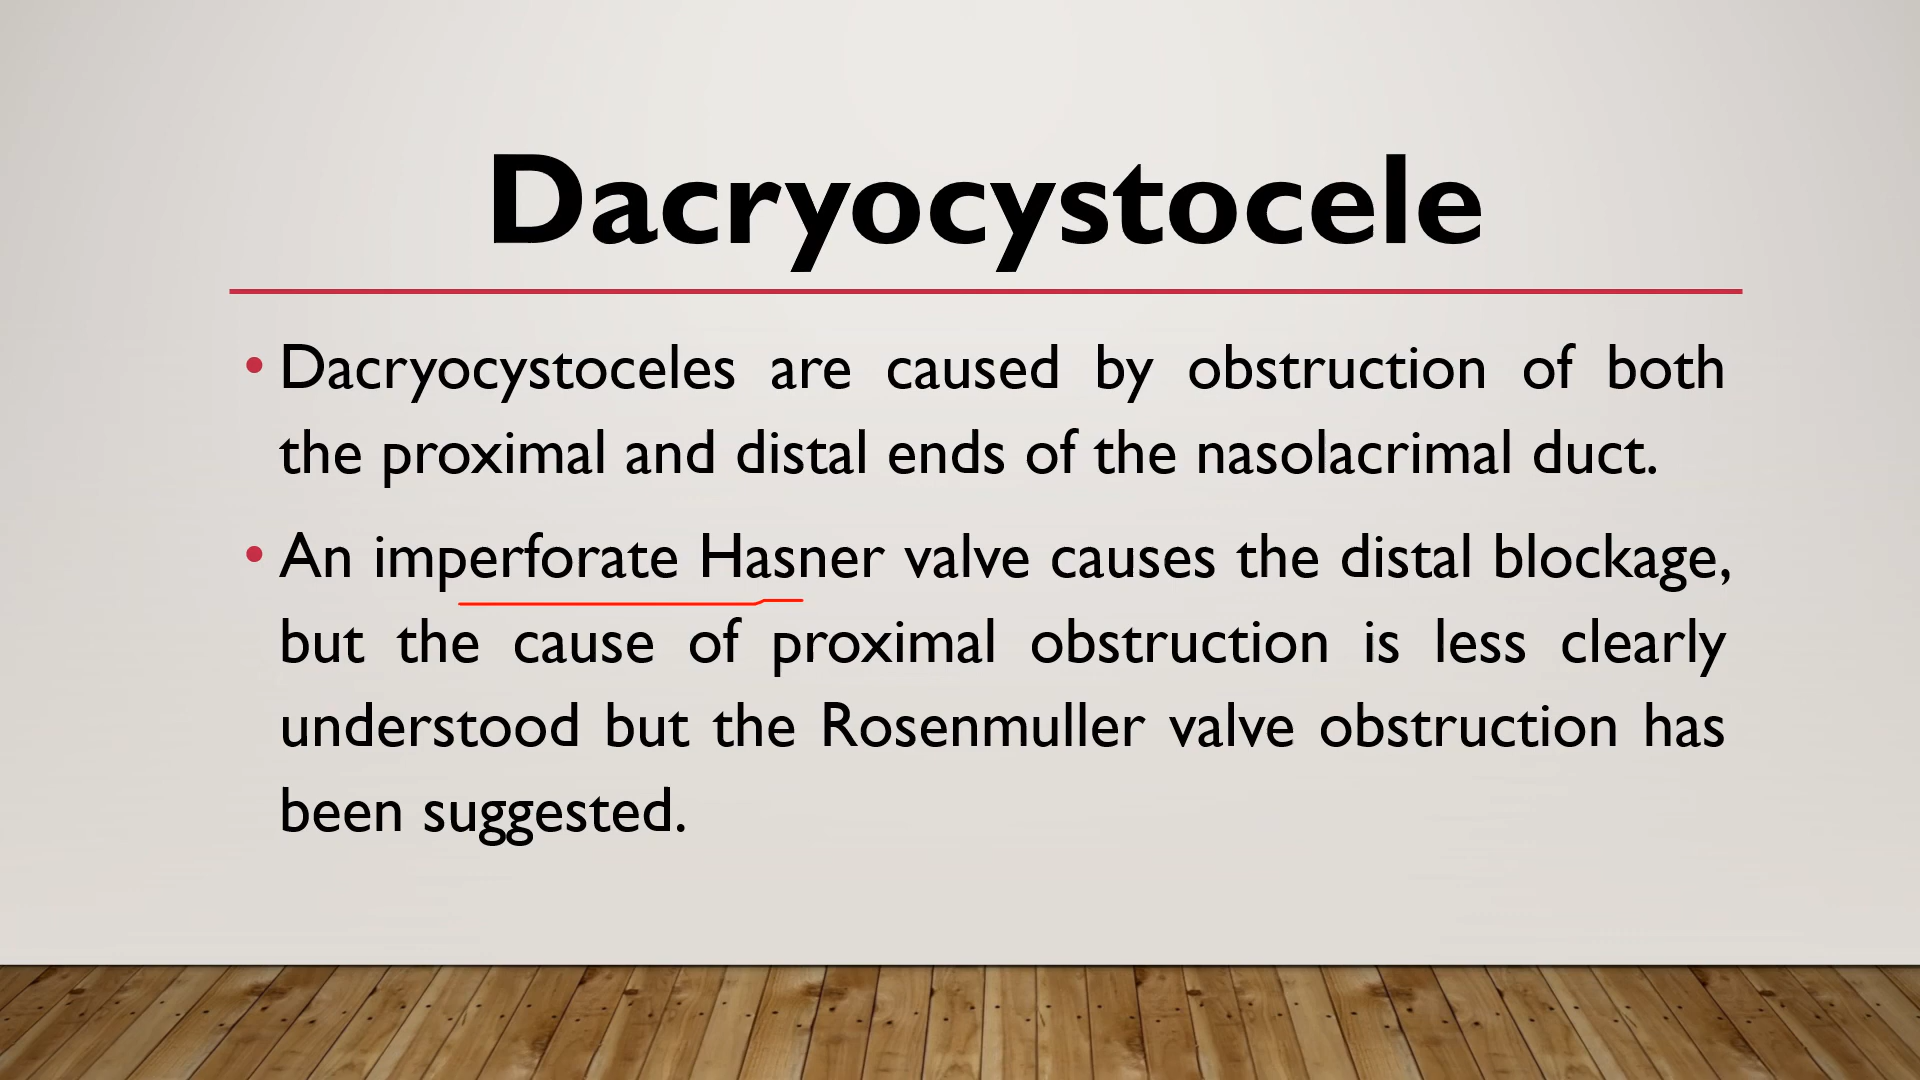 Dacryocystocele
• Dacryocystoceles are caused by obstruction of both
the proximal and distal ends of the nasolacrimal duct.
• An imperforate Hasner valve causes the distal blockage,
but the cause of proximal obstruction is less clearly
understood but the Rosenmuller valve obstruction has
been suggested.